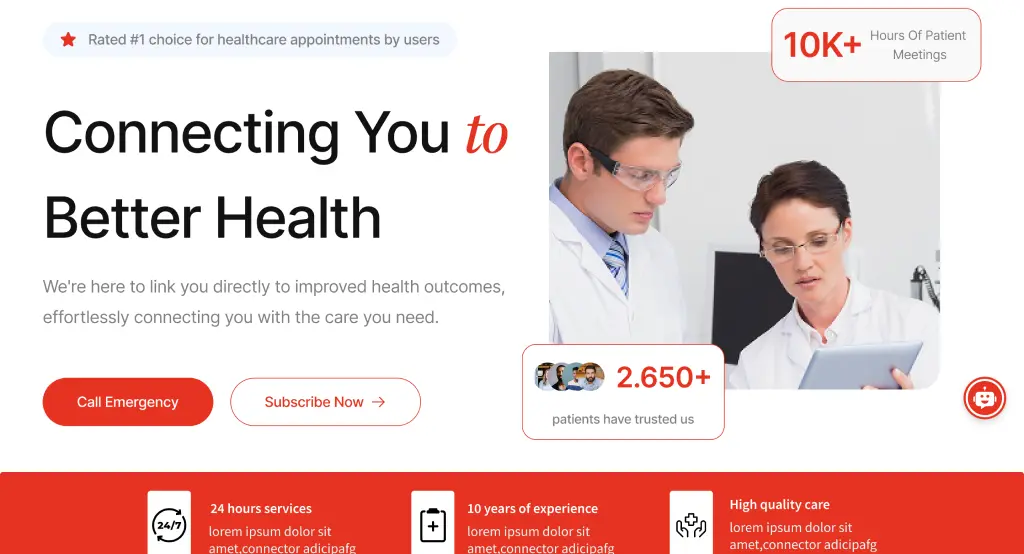 Rated #1 choice for healthcare appointments by users
10K+
Hours Of Patient
Meetings
Connecting You to
Better Health
We're here to link you directly to improved health outcomes,
effortlessly connecting you with the care you need.
Call Emergency
Subscribe Now
2.650+
patients have trusted us
24/7
24 hours services
lorem ipsum dolor sit
amet,connector adicipafg
10 years of experience
lorem ipsum dolor sit
amet,connector adicipafg
High quality care
lorem ipsum dolor sit
amet,connector adicipafg